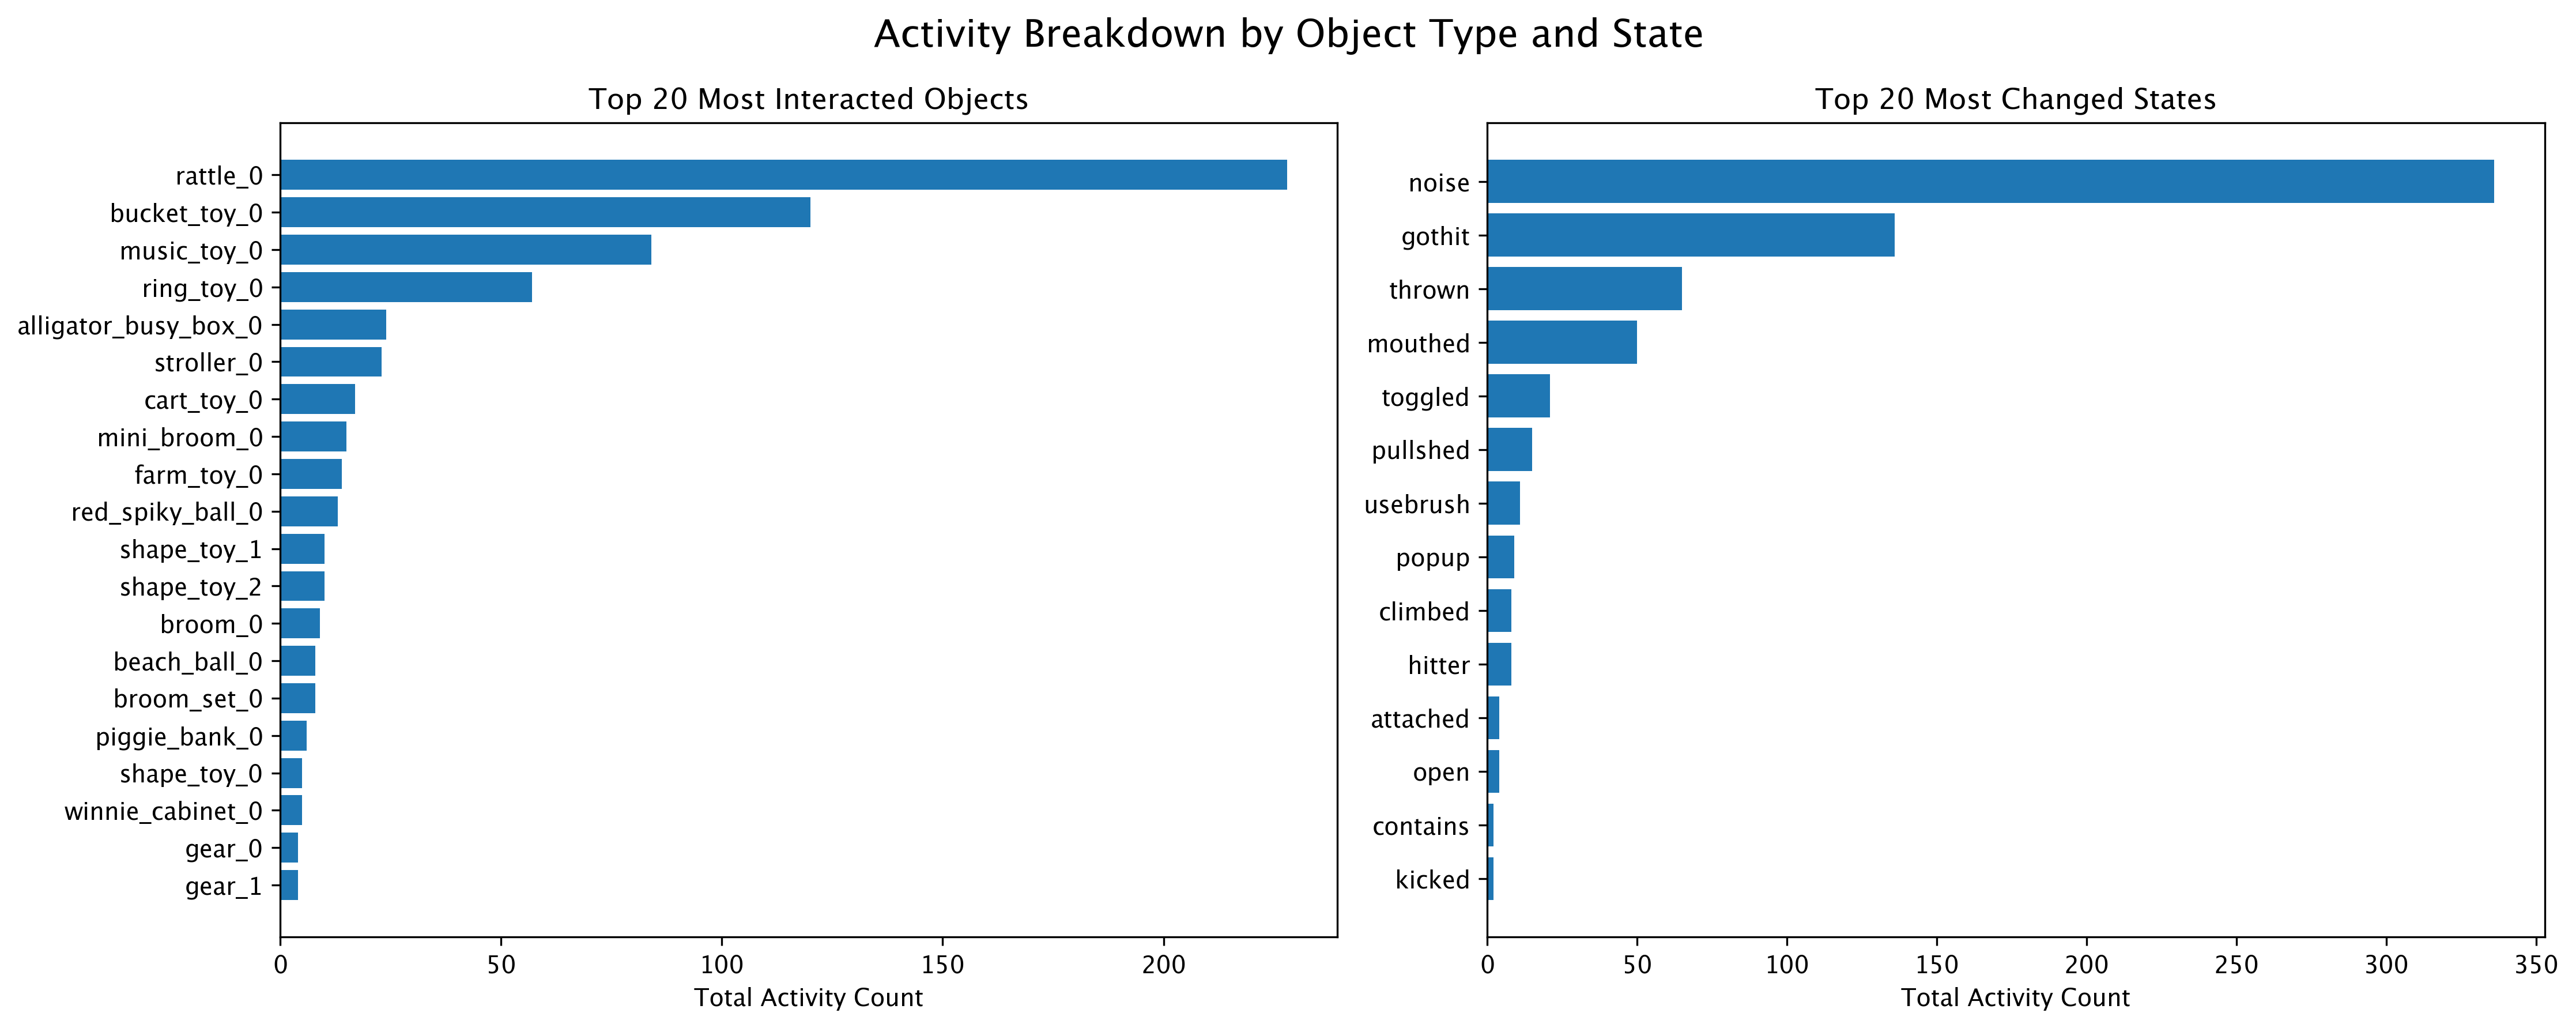 Activity Breakdown by Object Type and State
Top 20 Most Interacted Objects
rattle_0
bucket_toy_0
music_toy_0
ring_toy_0
alligator_busy_box_0
stroller_0
cart_toy_0
mini_broom_0
farm_toy_0
red_spiky_ball_0
shape_toy_1
shape_toy_2
broom_0
beach_ball_0
broom_set_0
piggie_bank_0
shape_toy_0
winnie_cabinet_0
gear_0
gear_1
0 50 100 150 200
Total Activity Count
Top 20 Most Changed States
noise
gothit
thrown
mouthed
toggled
pullshed
usebrush
popup
climbed
hitter
attached
open
contains
kicked
0 50 100 150 200 250 300 350
Total Activity Count